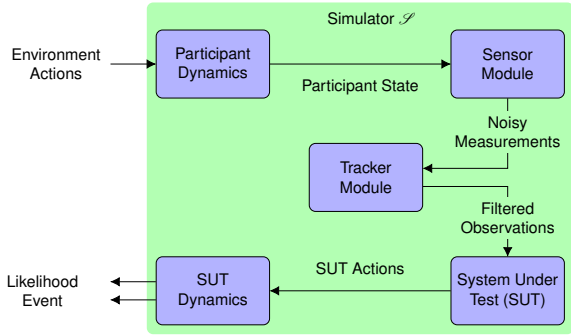 Simulator 𝒮
Environment
Actions
Participant
Dynamics
Participant State
Sensor
Module
Noisy
Measurements
Tracker
Module
Filtered
Observations
System Under
Test (SUT)
SUT Actions
SUT
Dynamics
Likelihood
Event